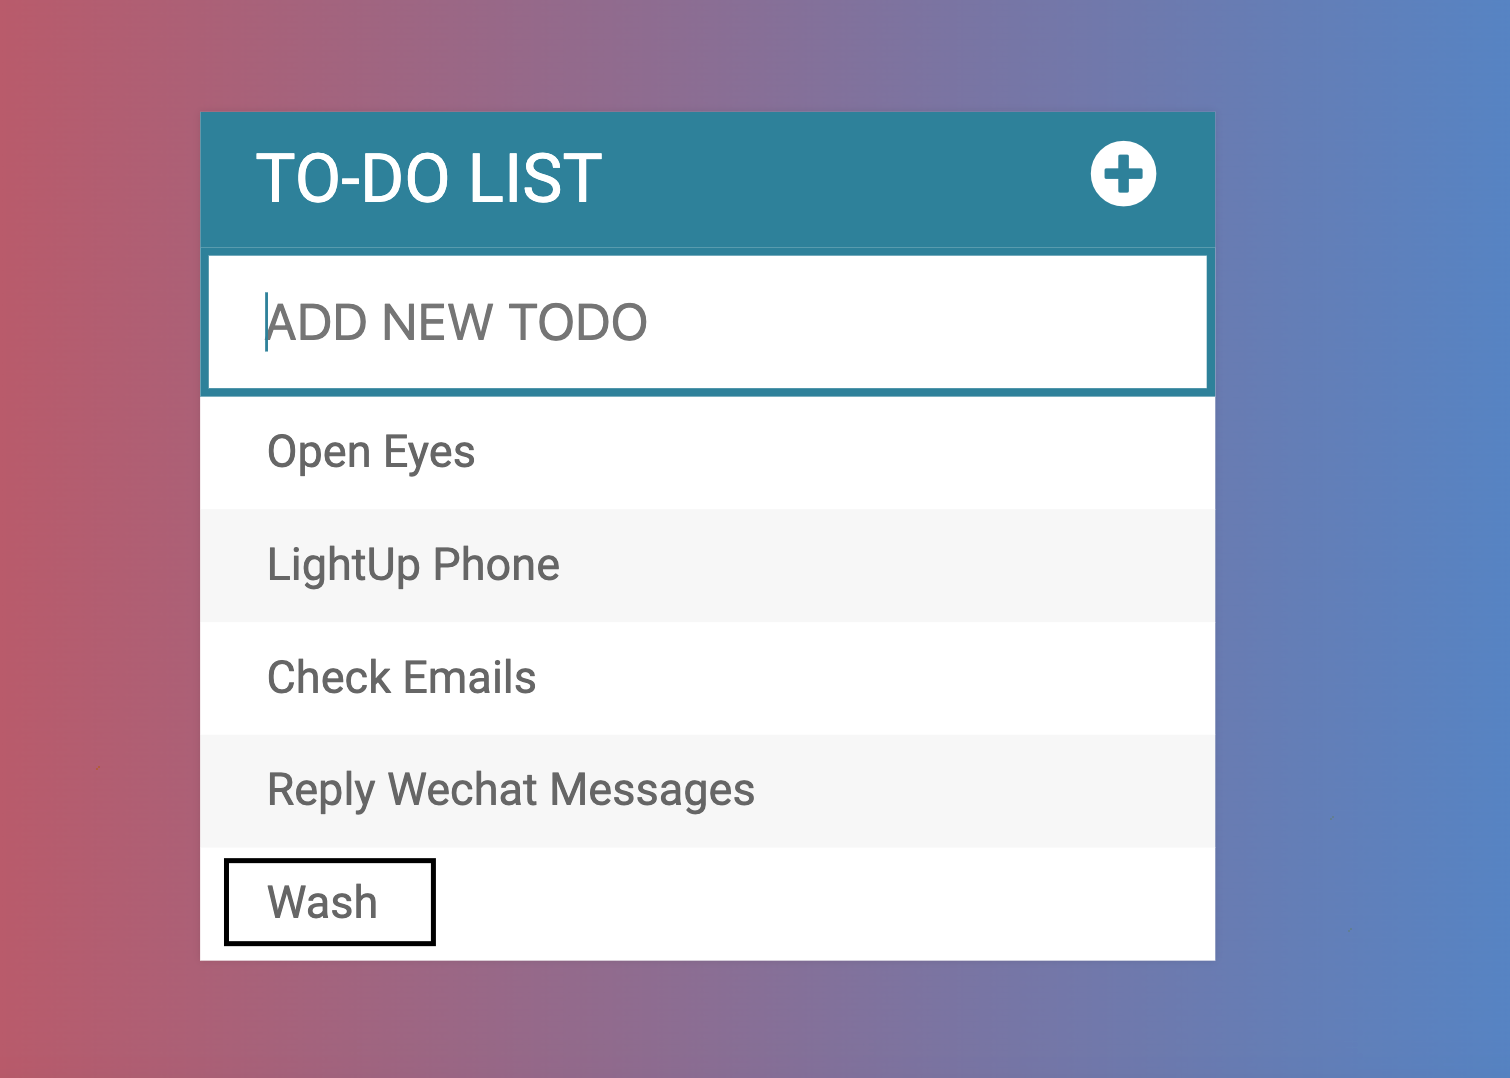 TO-DO LIST
ADD NEW TODO
Open Eyes
LightUp Phone
Check Emails
Reply Wechat Messages
Wash